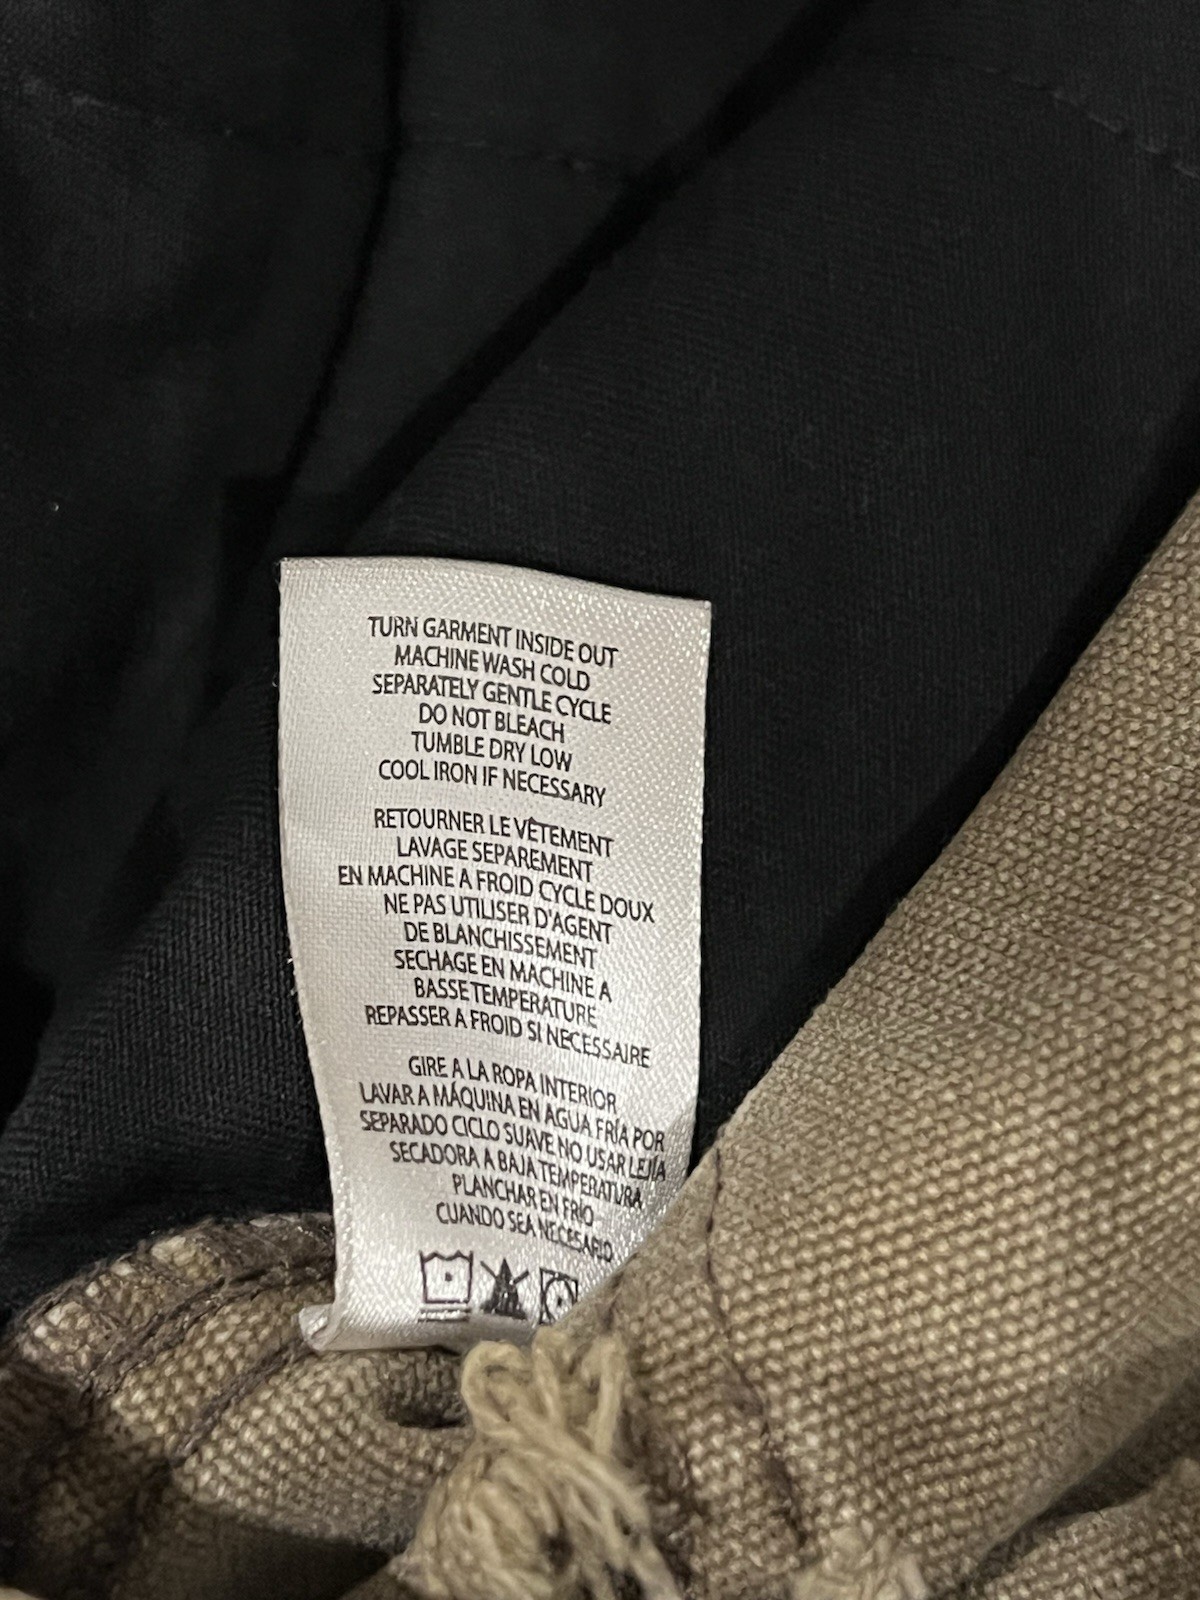 TURN GARMENT INSIDE OUT
MACHINE WASH COLD
SEPARATELY GENTLE CYCLE
DO NOT BLEACH
TUMBLE DRY LOW
COOL IRON IF NECESSARY
RETOURNER LE VÊTEMENT
LAVAGE SEPAREMENT
EN MACHINE A FROID CYCLE DOUX
NE PAS UTILISER D'AGENT
DE BLANCHISSEMENT
SECHAGE EN MACHINE A
BASSE TEMPERATURE
REPASSER A FROID SI NECESSAIRE
GIRE A LA ROPA INTERIOR
LAVAR A MÁQUINA EN AGUA FRÍA POR
SEPARADO CICLO SUAVE NO USAR LEJÍA
SECADORA A BAJA TEMPERATURA
PLANCHAR EN FRÍO
CUANDO SEA NECESARIO